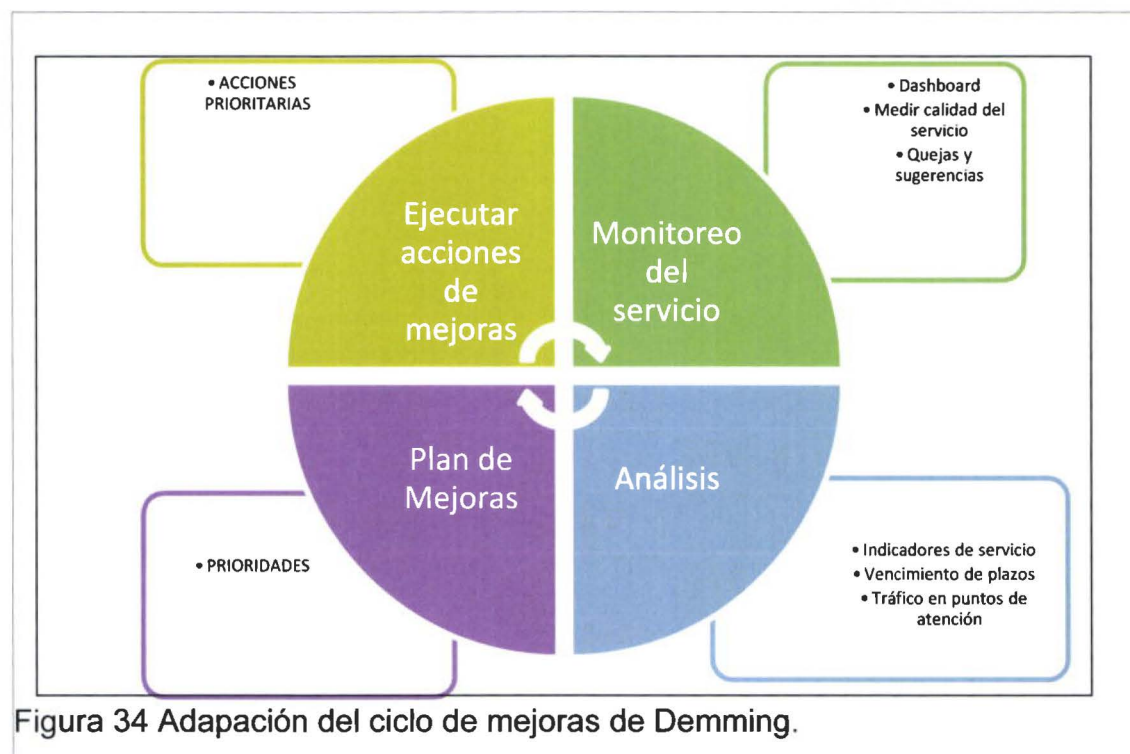 • ACCIONES
PRIORITARIAS
• Dashboard
• Medir calidad del
servicio
• Quejas y
sugerencias
Ejecutar
acciones
de
mejoras
Monitoreo
del
servicio
Plan de
Mejoras
Análisis
• PRIORIDADES
• Indicadores de servicio
• Vencimiento de plazos
• Tráfico en puntos de
atención
Figura 34 Adapación del ciclo de mejoras de Demming.